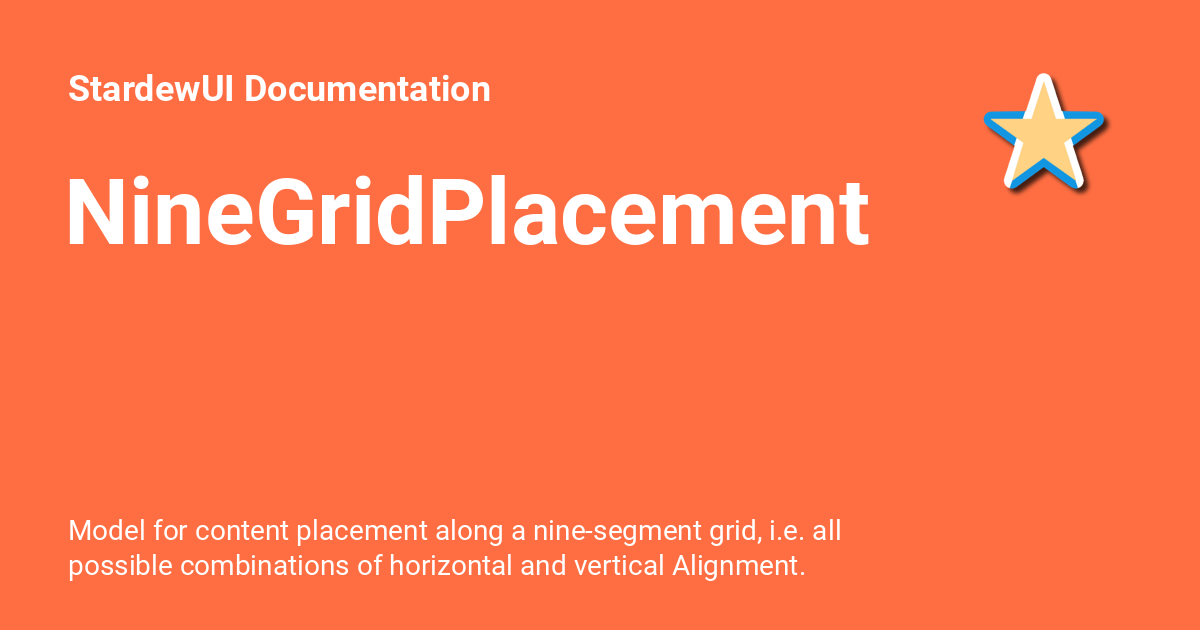 StardewUI Documentation
NineGridPlacement
Model for content placement along a nine-segment grid, i.e. all
possible combinations of horizontal and vertical Alignment.